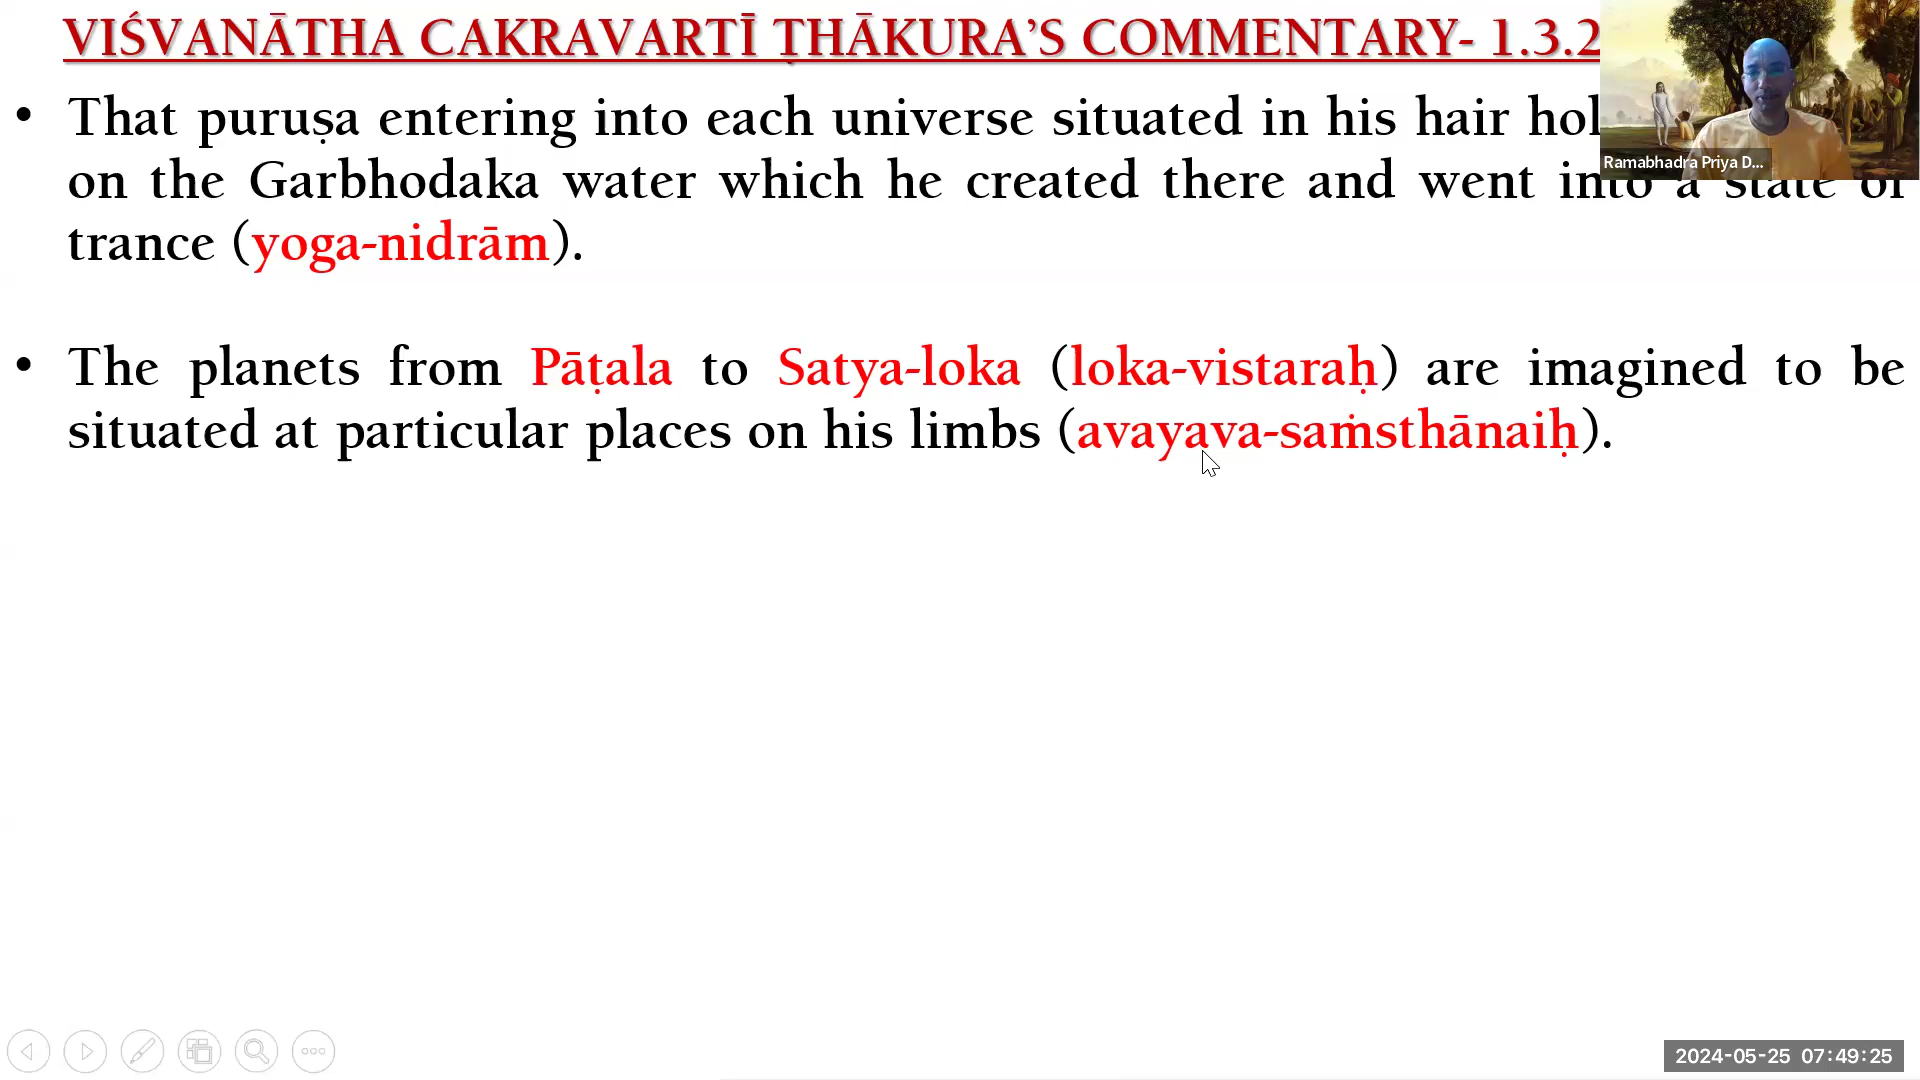 VIŚVANĀTHA CAKRAVARTĪ ṬHĀKURA’S COMMENTARY- 1.3.2
• That puruṣa entering into each universe situated in his hair
on the Garbhodaka water which he created there and went into a state of
trance (yoga-nidrām).
• The planets from Pāṭala to Satya-loka (loka-vistaraḥ) are imagined to be
situated at particular places on his limbs (avayava-saṁsthānaiḥ).
Ramabhadra Priya D...
2024-05-25 07:49:25